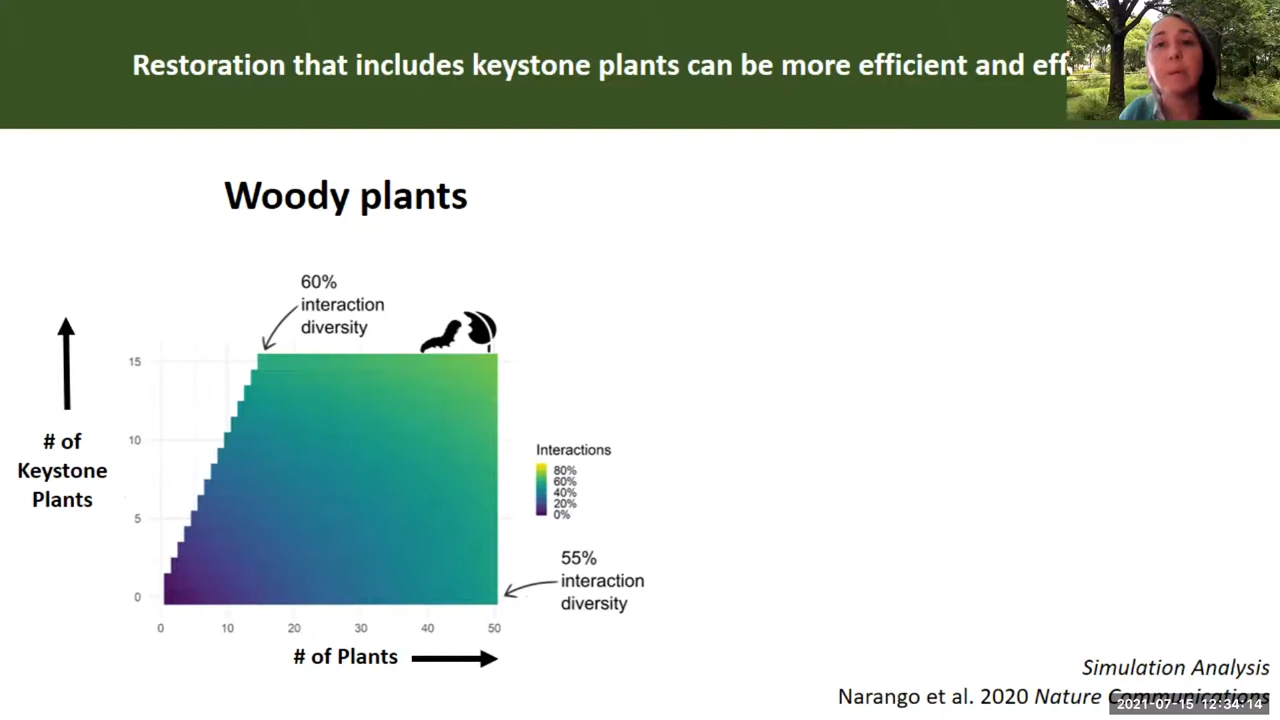 Restoration that includes keystone plants can be more efficient and
Woody plants
60%
interaction
diversity
15
10
5
0
# of
Keystone
Plants
Interactions
80%
60%
40%
20%
0%
55%
interaction
diversity
0 10 20 30 40 50
# of Plants
Simulation Analysis
Narango et al. 2020 Nature Communications
2021-07-15 12:34:14